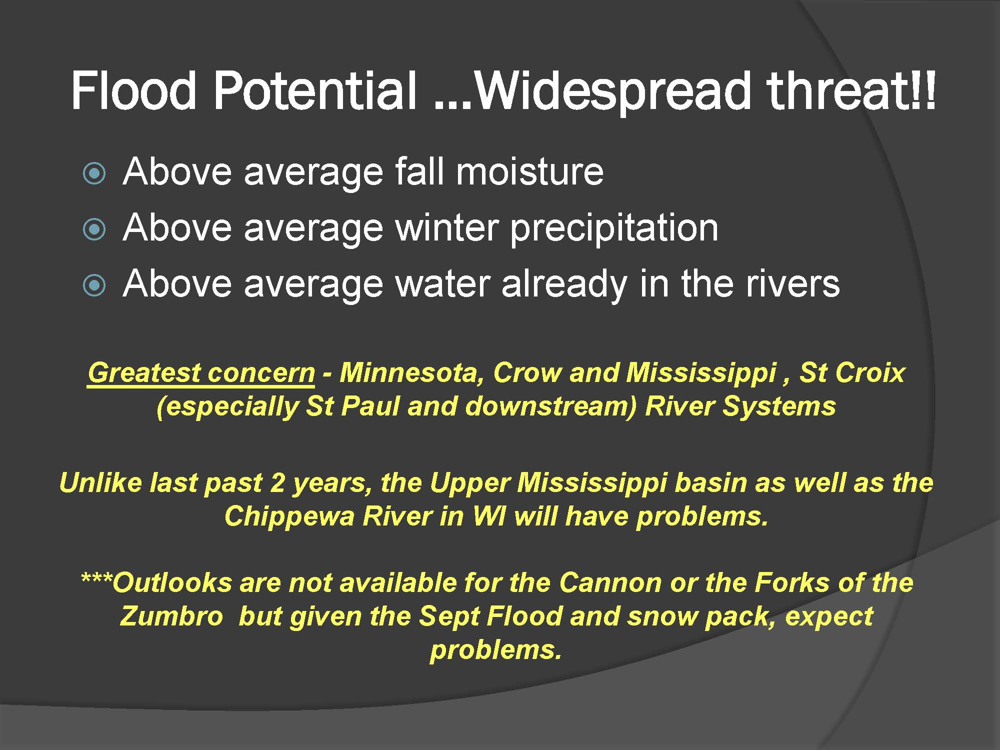 Flood Potential ...Widespread threat!!
Above average fall moisture
Above average winter precipitation
Above average water already in the rivers
Greatest concern - Minnesota, Crow and Mississippi , St Croix
(especially St Paul and downstream) River Systems
Unlike last past 2 years, the Upper Mississippi basin as well as the
Chippewa River in WI will have problems.
***Outlooks are not available for the Cannon or the Forks of the
Zumbro  but given the Sept Flood and snow pack, expect
problems.